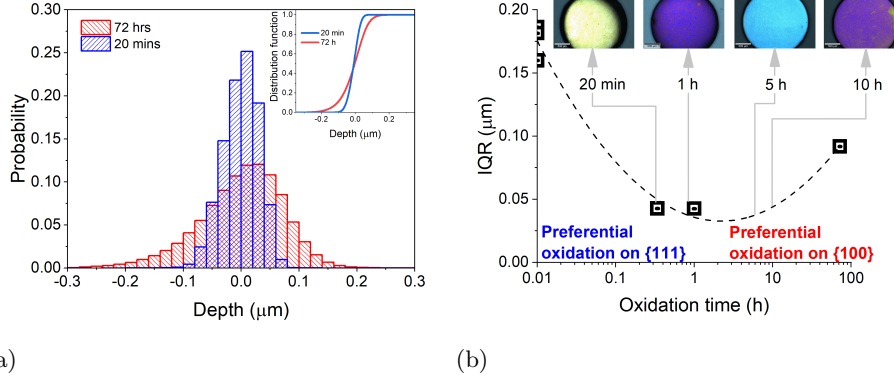 0.30
0.25
0.20
0.15
0.10
0.05
0.00
Probability
72 hrs
20 mins
-0.3
-0.2
-0.1
0.0
0.1
0.2
0.3
Depth (μm)
Distribution function
1.0
0.8
0.6
0.4
0.2
0.0
20 min
72 h
-0.2
0.0
0.2
Depth (μm)
a)
0.20
0.15
0.10
0.05
0.00
IQR (μm)
20 min
1 h
5 h
10 h
Preferential
oxidation on {111}
Preferential
oxidation on {100}
0.01
0.1
1
10
100
Oxidation time (h)
(b)